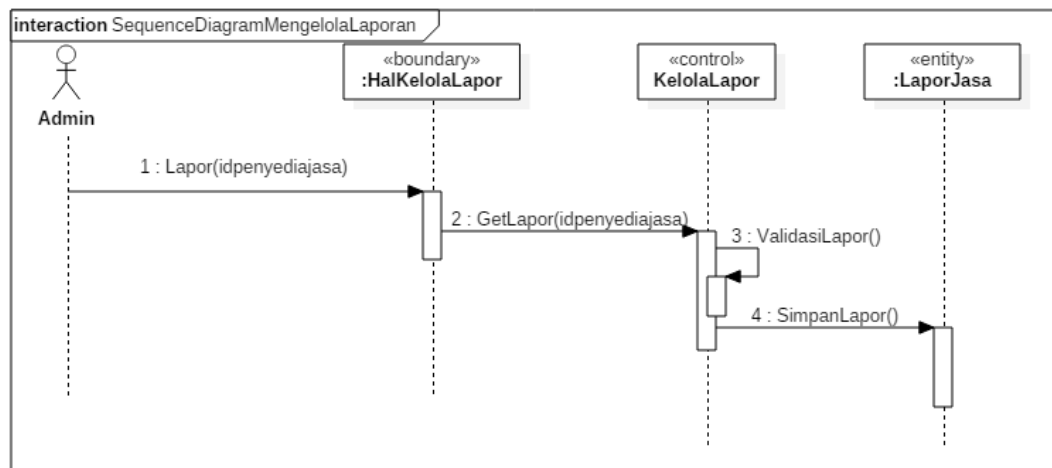 interaction SequenceDiagramMengelolaLaporan
Admin
«boundary»
:HalKelolaLapor
«control»
KelolaLapor
«entity»
:LaporJasa
1 : Lapor(idpenyediajasa)
2 : GetLapor(idpenyediajasa)
3 : ValidasiLapor()
4 : SimpanLapor()